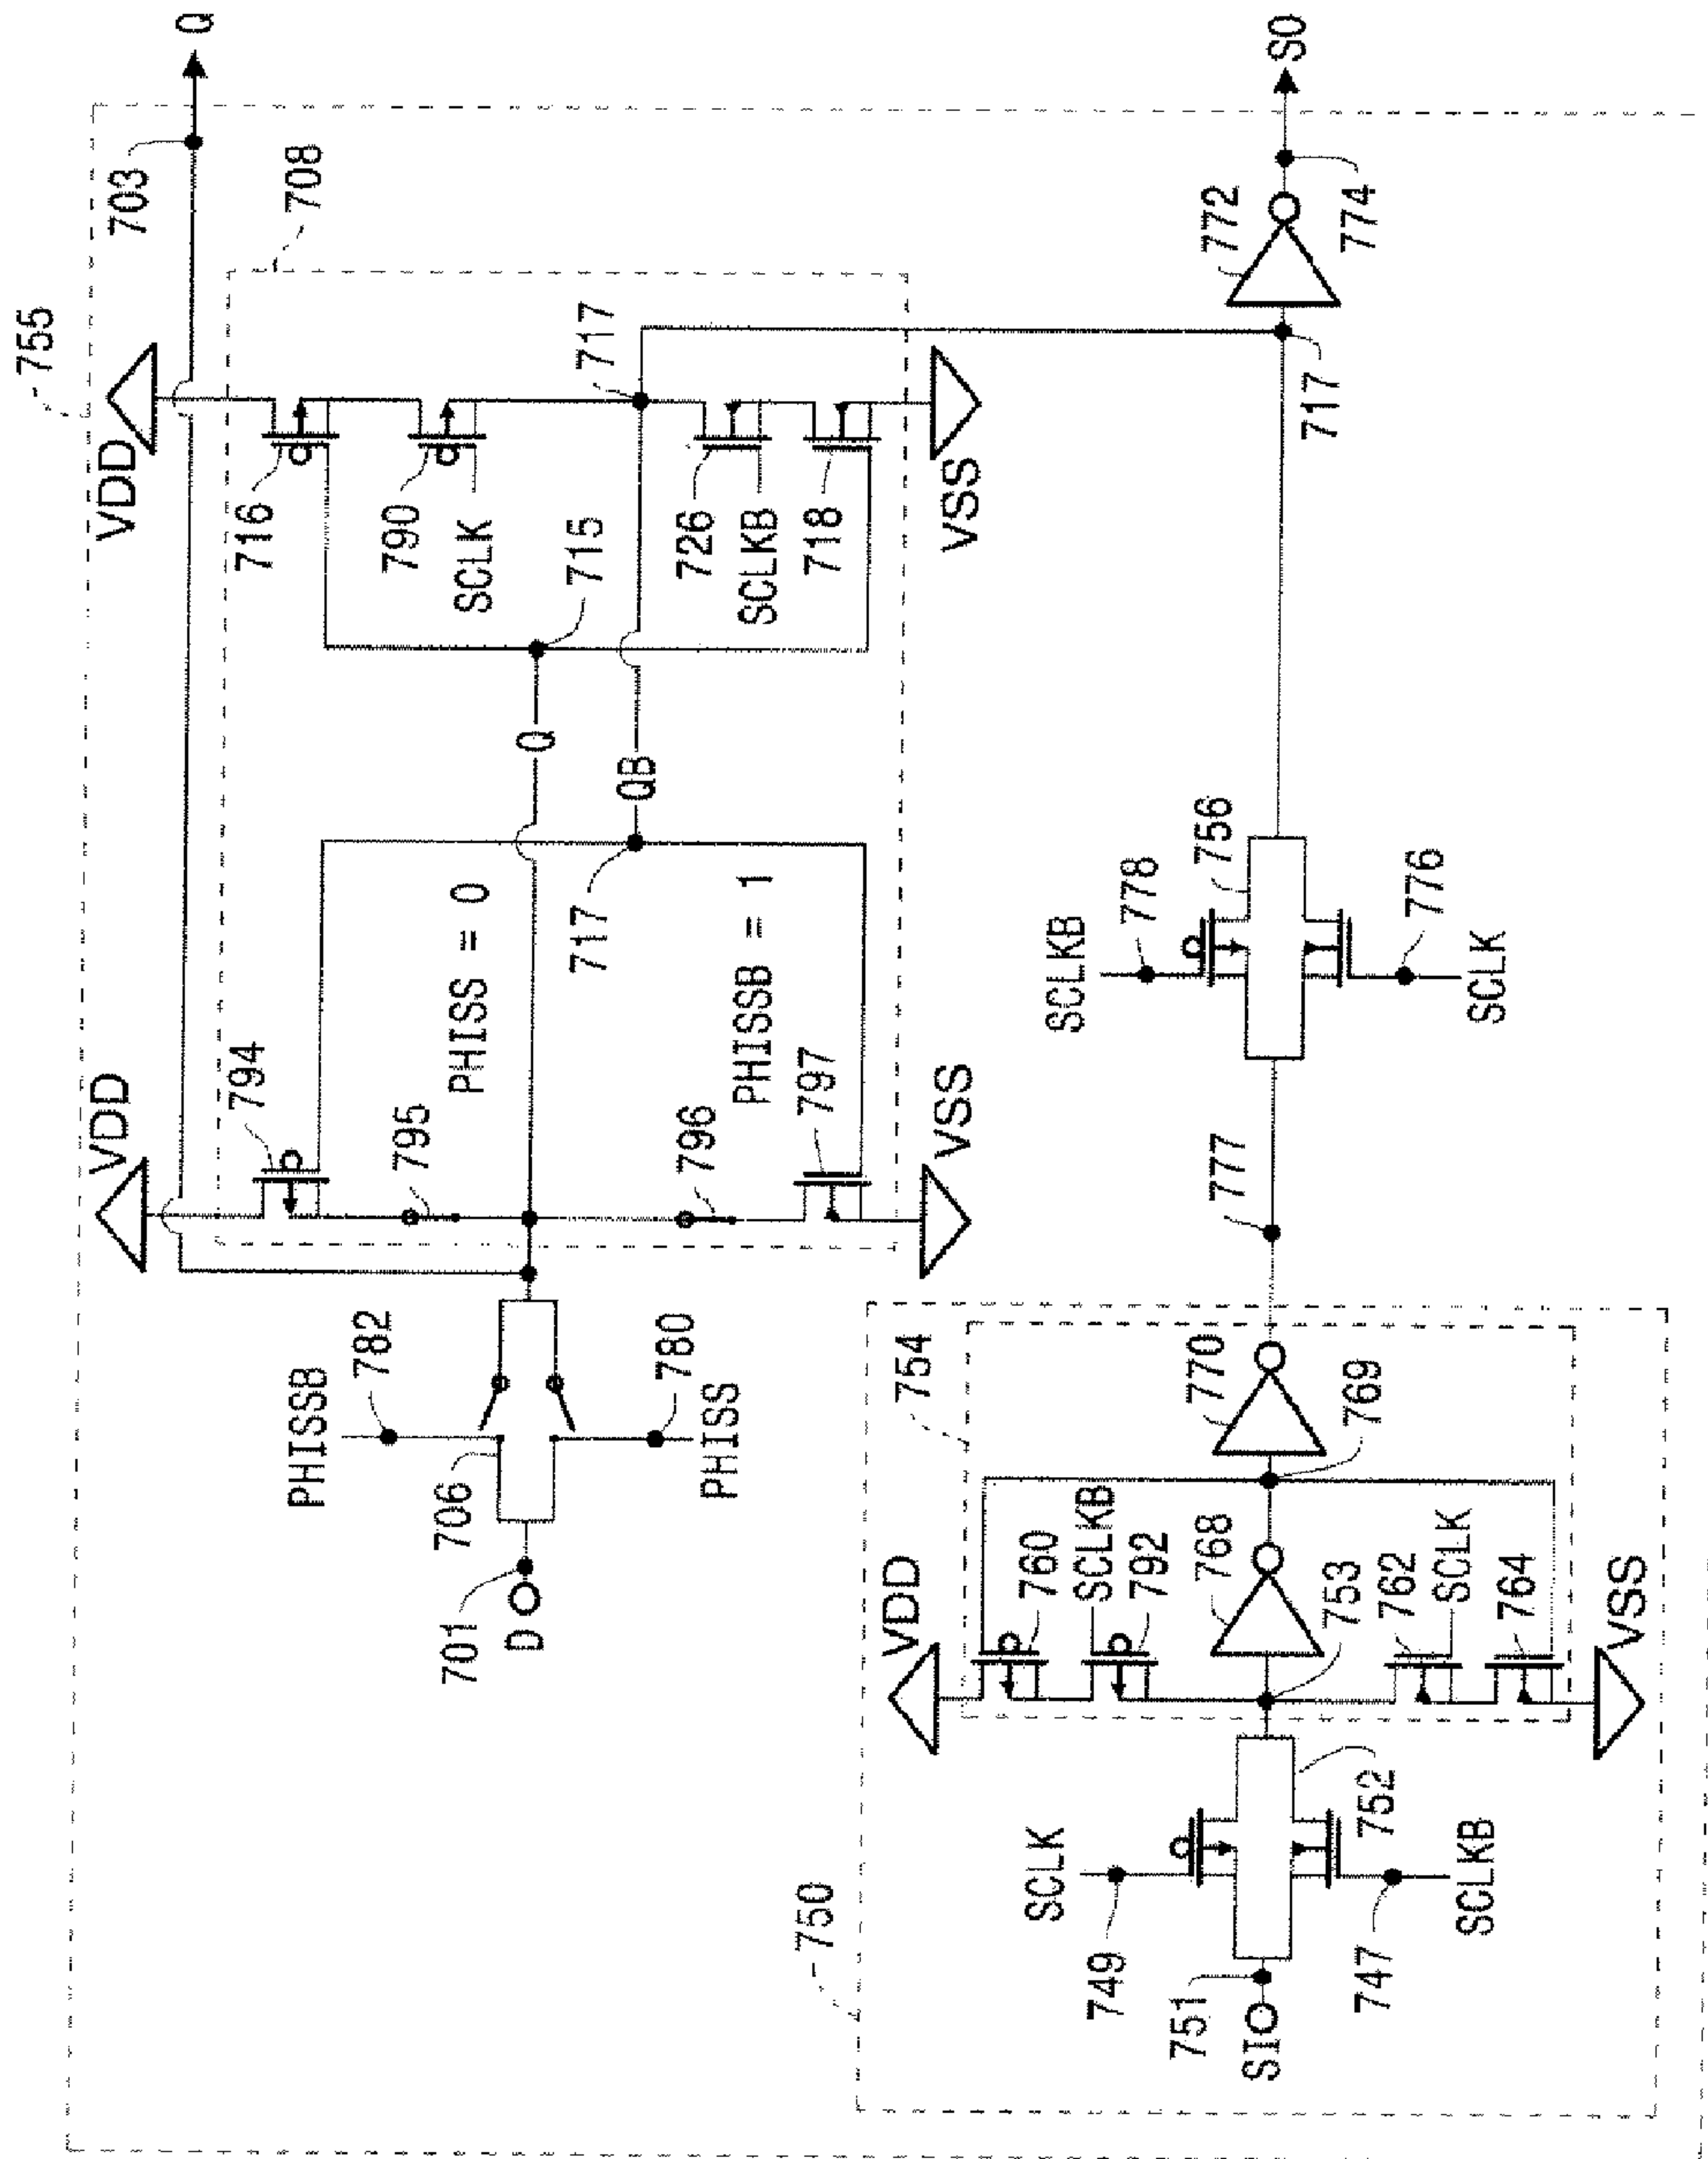 755
VDD
703
Q
VDD
794
716
708
790
SCLK
795
PHISS = 0
Q
715
717
QB
717
726
SCLKB
718
796
PHISSB = 1
797
VSS
VSS
PHISSB
782
706
701
D
780
PHISS
750
754
VDD
760
SCLKB
792
770
SCLK
749
768
777
SCLKB
778
756
772
SO
751
SI
753
769
774
717
747
SCLKB
752
762
SCLK
764
VSS
776
SCLK